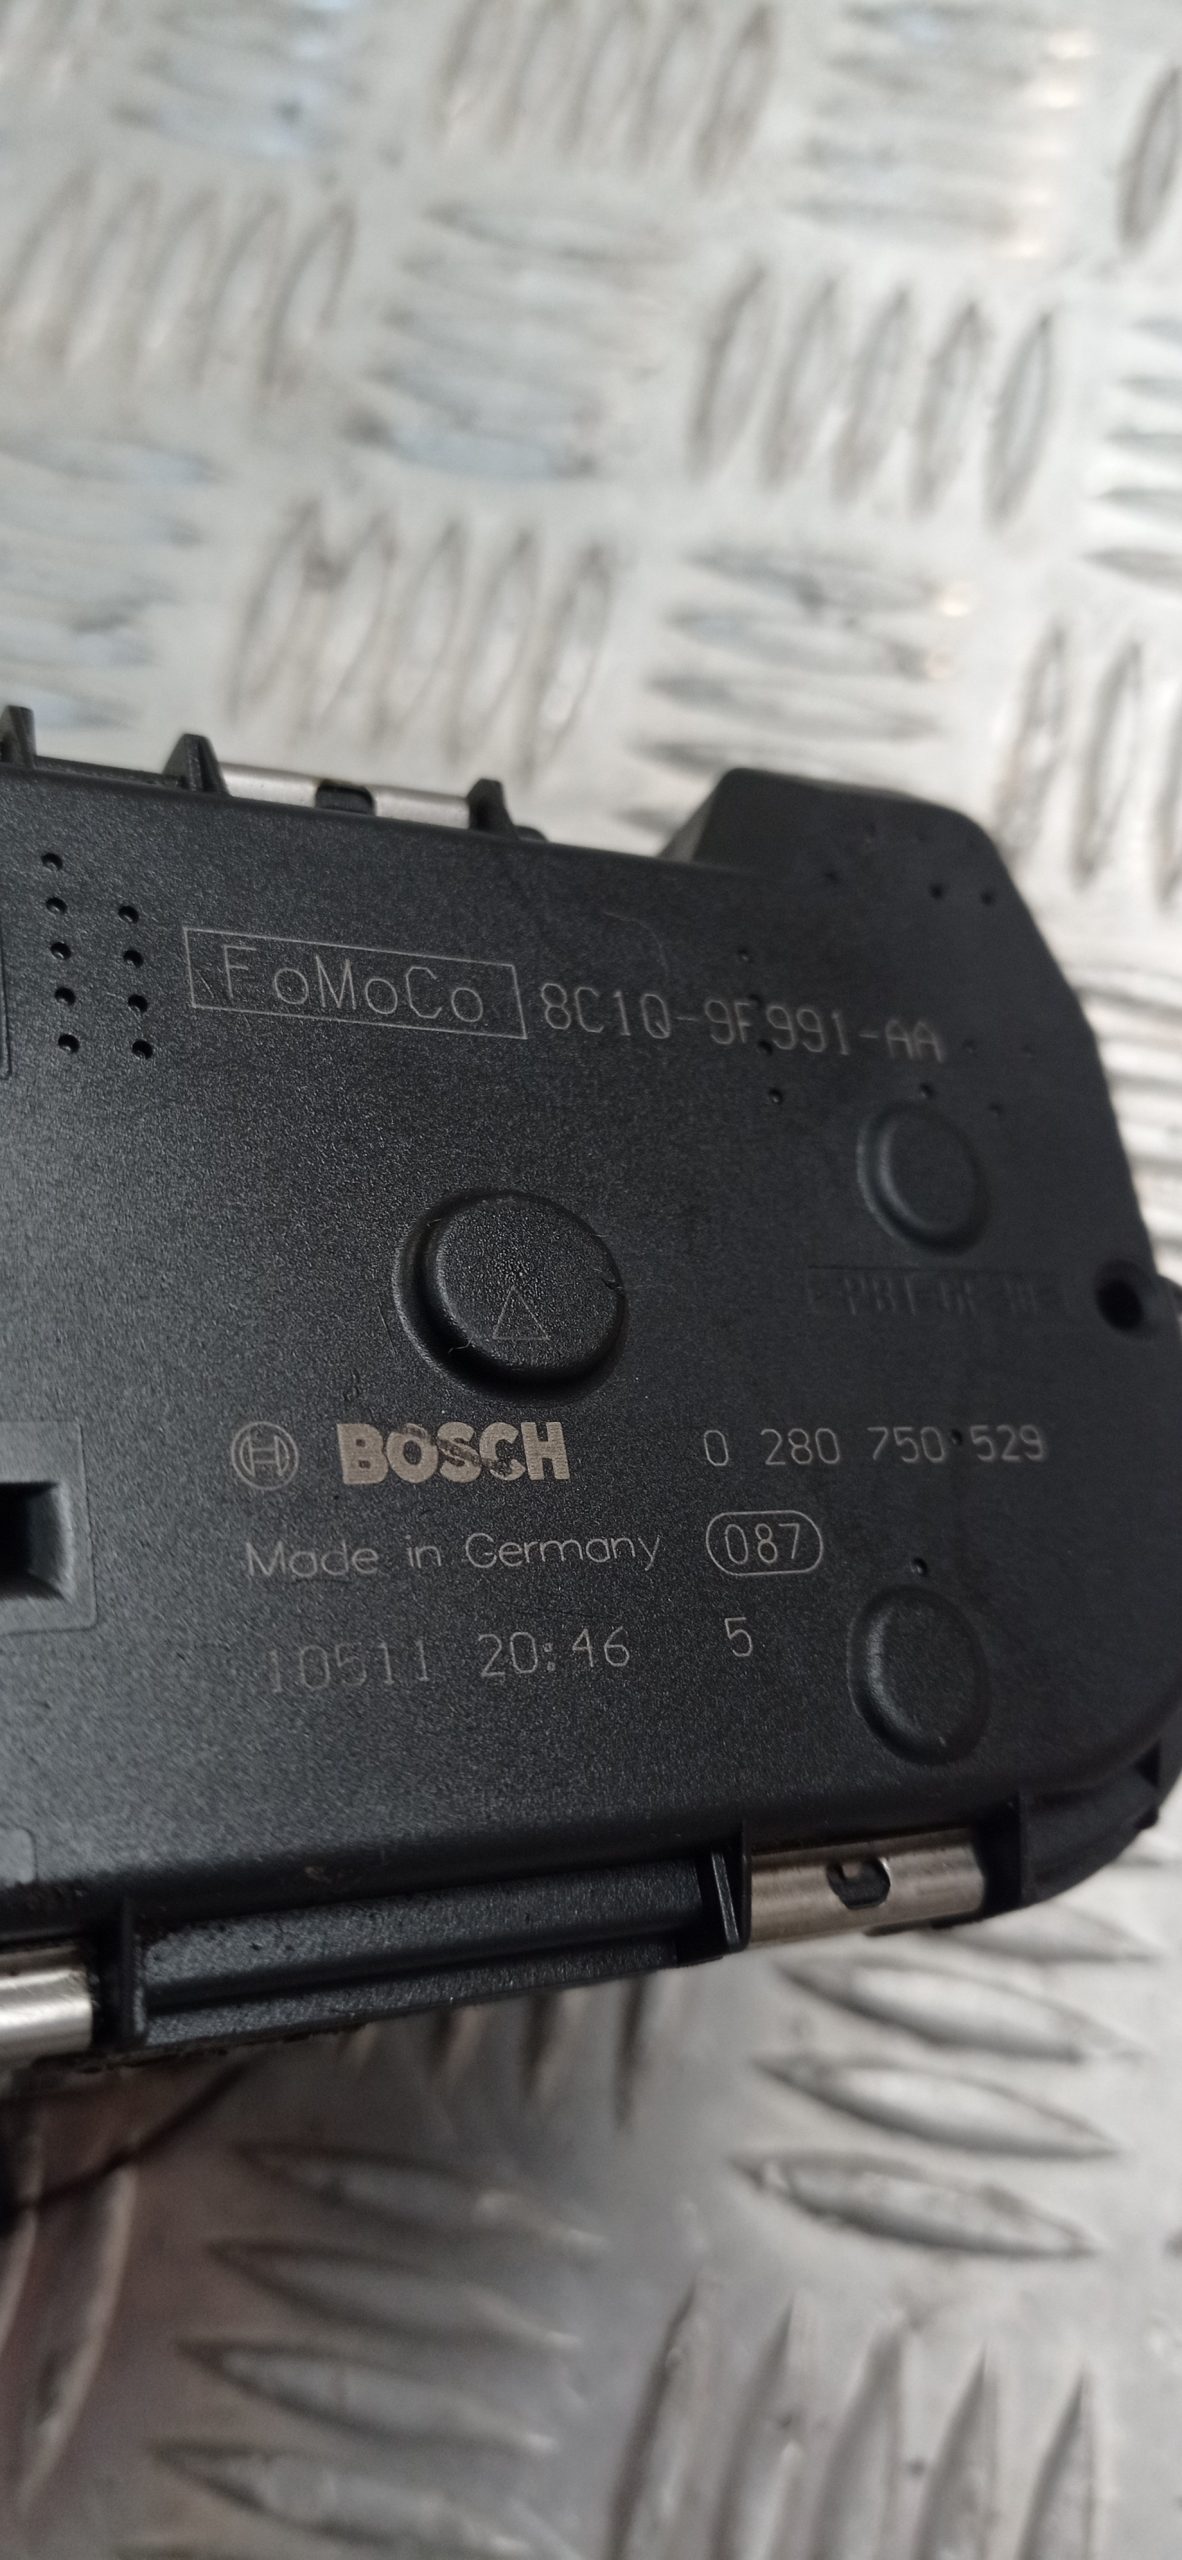 FoMoCo 8C1Q-9F991-AA
BOSCH 0 280 750 529
Made in Germany 087
10511 20:46 5